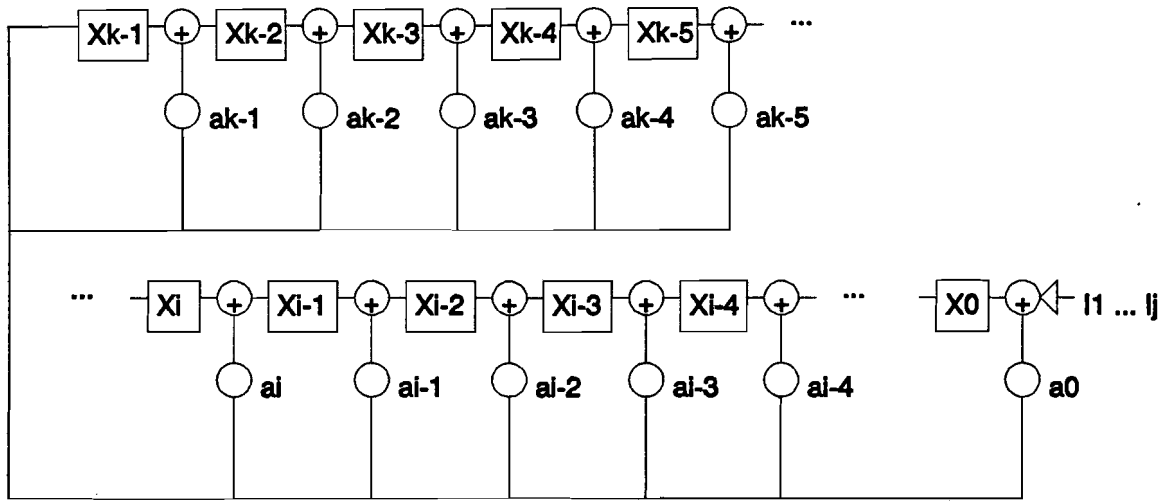 Xk-1 + Xk-2 + Xk-3 + Xk-4 + Xk-5 + ...
ak-1 ak-2 ak-3 ak-4 ak-5
... Xi + Xi-1 + Xi-2 + Xi-3 + Xi-4 + ... X0 + I1 ... Ij
ai ai-1 ai-2 ai-3 ai-4 a0